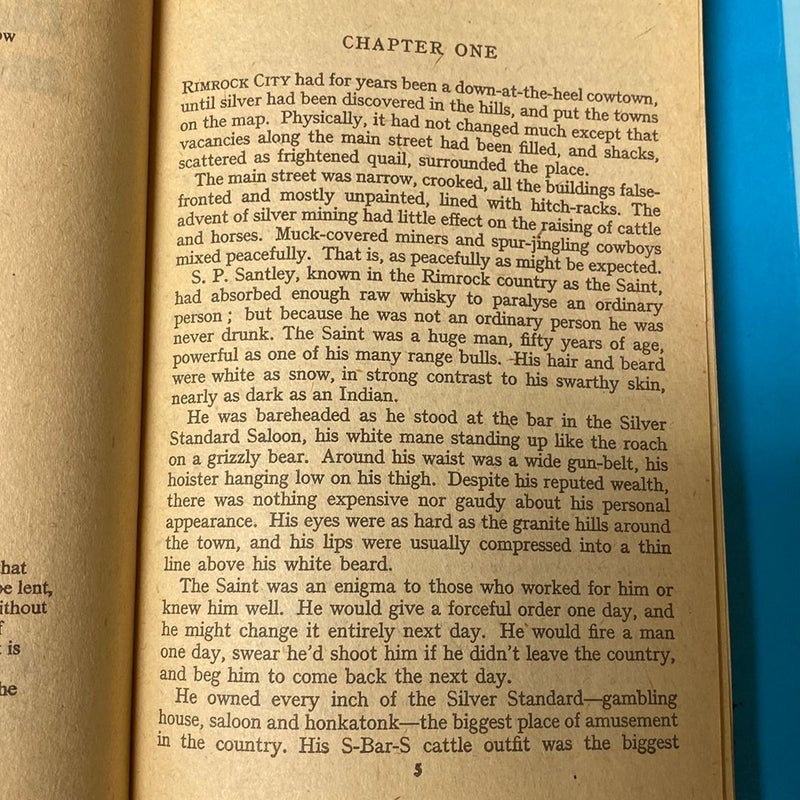 ow
hat
be lent,
ithout
f
is
he
CHAPTER ONE
RIMROCK CITY had for years been a down-at-the-heel cowtown,
until silver had been discovered in the hills, and put the towns
on the map. Physically, it had not changed much except that
vacancies along the main street had been filled, and shacks,
scattered as frightened quail, surrounded the place.
The main street was narrow, crooked, all the buildings false-
fronted and mostly unpainted, lined with hitch-racks. The
advent of silver mining had little effect on the raising of cattle
and horses. Muck-covered miners and spur-jingling cowboys
mixed peacefully. That is, as peacefully as might be expected.
S. P. Santley, known in the Rimrock country as the Saint,
had absorbed enough raw whisky to paralyse an ordinary
person ; but because he was not an ordinary person he was
never drunk. The Saint was a huge man, fifty years of age,
powerful as one of his many range bulls. His hair and beard
were white as snow, in strong contrast to his swarthy skin,
nearly as dark as an Indian.
He was bareheaded as he stood at the bar in the Silver
Standard Saloon, his white mane standing up like the roach
on a grizzly bear. Around his waist was a wide gun-belt, his
hoister hanging low on his thigh. Despite his reputed wealth,
there was nothing expensive nor gaudy about his personal
appearance. His eyes were as hard as the granite hills around
the town, and his lips were usually compressed into a thin
line above his white beard.
The Saint was an enigma to those who worked for him or
knew him well. He would give a forceful order one day, and
he might change it entirely next day. He would fire a man
one day, swear he'd shoot him if he didn't leave the country,
and beg him to come back the next day.
He owned every inch of the Silver Standard—gambling
house, saloon and honkatonk—the biggest place of amusement
in the country. His S-Bar-S cattle outfit was the biggest
5